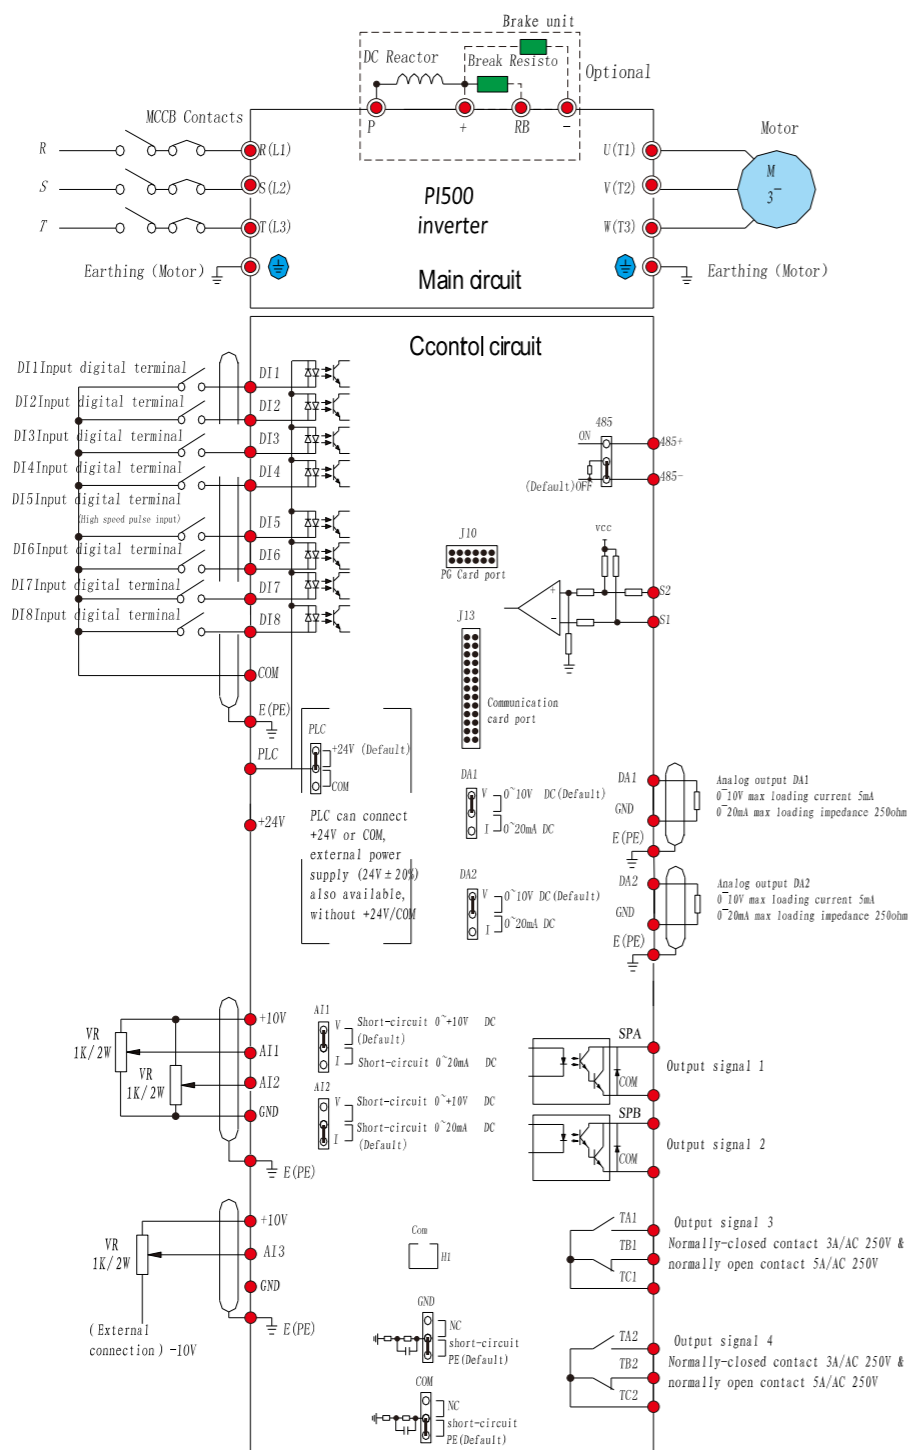 Brake unit
DC Reactor
Break Resisto
Optional
P
+
RB
-
MCCB Contacts
Motor
R
R(L1)
U(T1)
M
S
S(L2)
V(T2)
3~
PI500
inverter
T
T(L3)
W(T3)
Earthing (Motor)
Main circuit
Earthing (Motor)
Ccontol circuit
DI1Input digital terminal
DI1
DI2Input digital terminal
DI2
DI3Input digital terminal
DI3
DI4Input digital terminal
DI4
DI5Input digital terminal
(High speed pulse input)
DI5
DI6Input digital terminal
DI6
DI7Input digital terminal
DI7
DI8Input digital terminal
DI8
COM
E(PE)
PLC
+24V
485
ON
485+
(Default)OFF
485-
J10
PG Card port
vcc
+
-
S2
S1
J13
Communication
card port
PLC
+24V (Default)
COM
PLC can connect
+24V or COM,
external power
supply (24V±20%)
also available,
without +24V/COM
DA1
V
0~10V DC(Default)
I
0~20mA DC
DA2
V
0~10V DC(Default)
I
0~20mA DC
DA1
GND
E(PE)
Analog output DA1
0~10V max loading current 5mA
0~20mA max loading impedance 250ohm
DA2
GND
E(PE)
Analog output DA2
0~10V max loading current 5mA
0~20mA max loading impedance 250ohm
VR
1K/2W
VR
1K/2W
+10V
AI1
AI2
GND
E(PE)
AI1
V
Short-circuit 0~+10V DC
(Default)
I
Short-circuit 0~20mA DC
AI2
V
Short-circuit 0~+10V DC
Short-circuit 0~20mA DC
I
(Default)
SPA
COM
Output signal 1
SPB
COM
Output signal 2
VR
1K/2W
+10V
AI3
GND
E(PE)
(External
connection) -10V
Com
H1
GND
NC
short-circuit
PE(Default)
COM
NC
short-circuit
PE(Default)
TA1
TB1
TC1
Output signal 3
Normally-closed contact 3A/AC 250V &
normally open contact 5A/AC 250V
TA2
TB2
TC2
Output signal 4
Normally-closed contact 3A/AC 250V &
normally open contact 5A/AC 250V